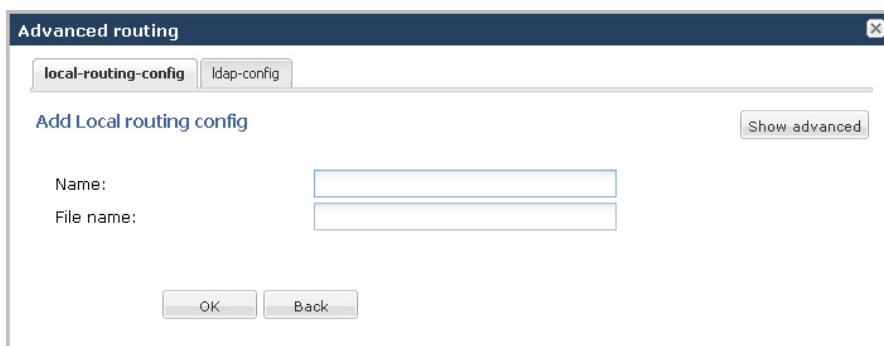 Advanced routing
local-routing-config ldap-config
Add Local routing config
Show advanced
Name:
File name:
OK Back